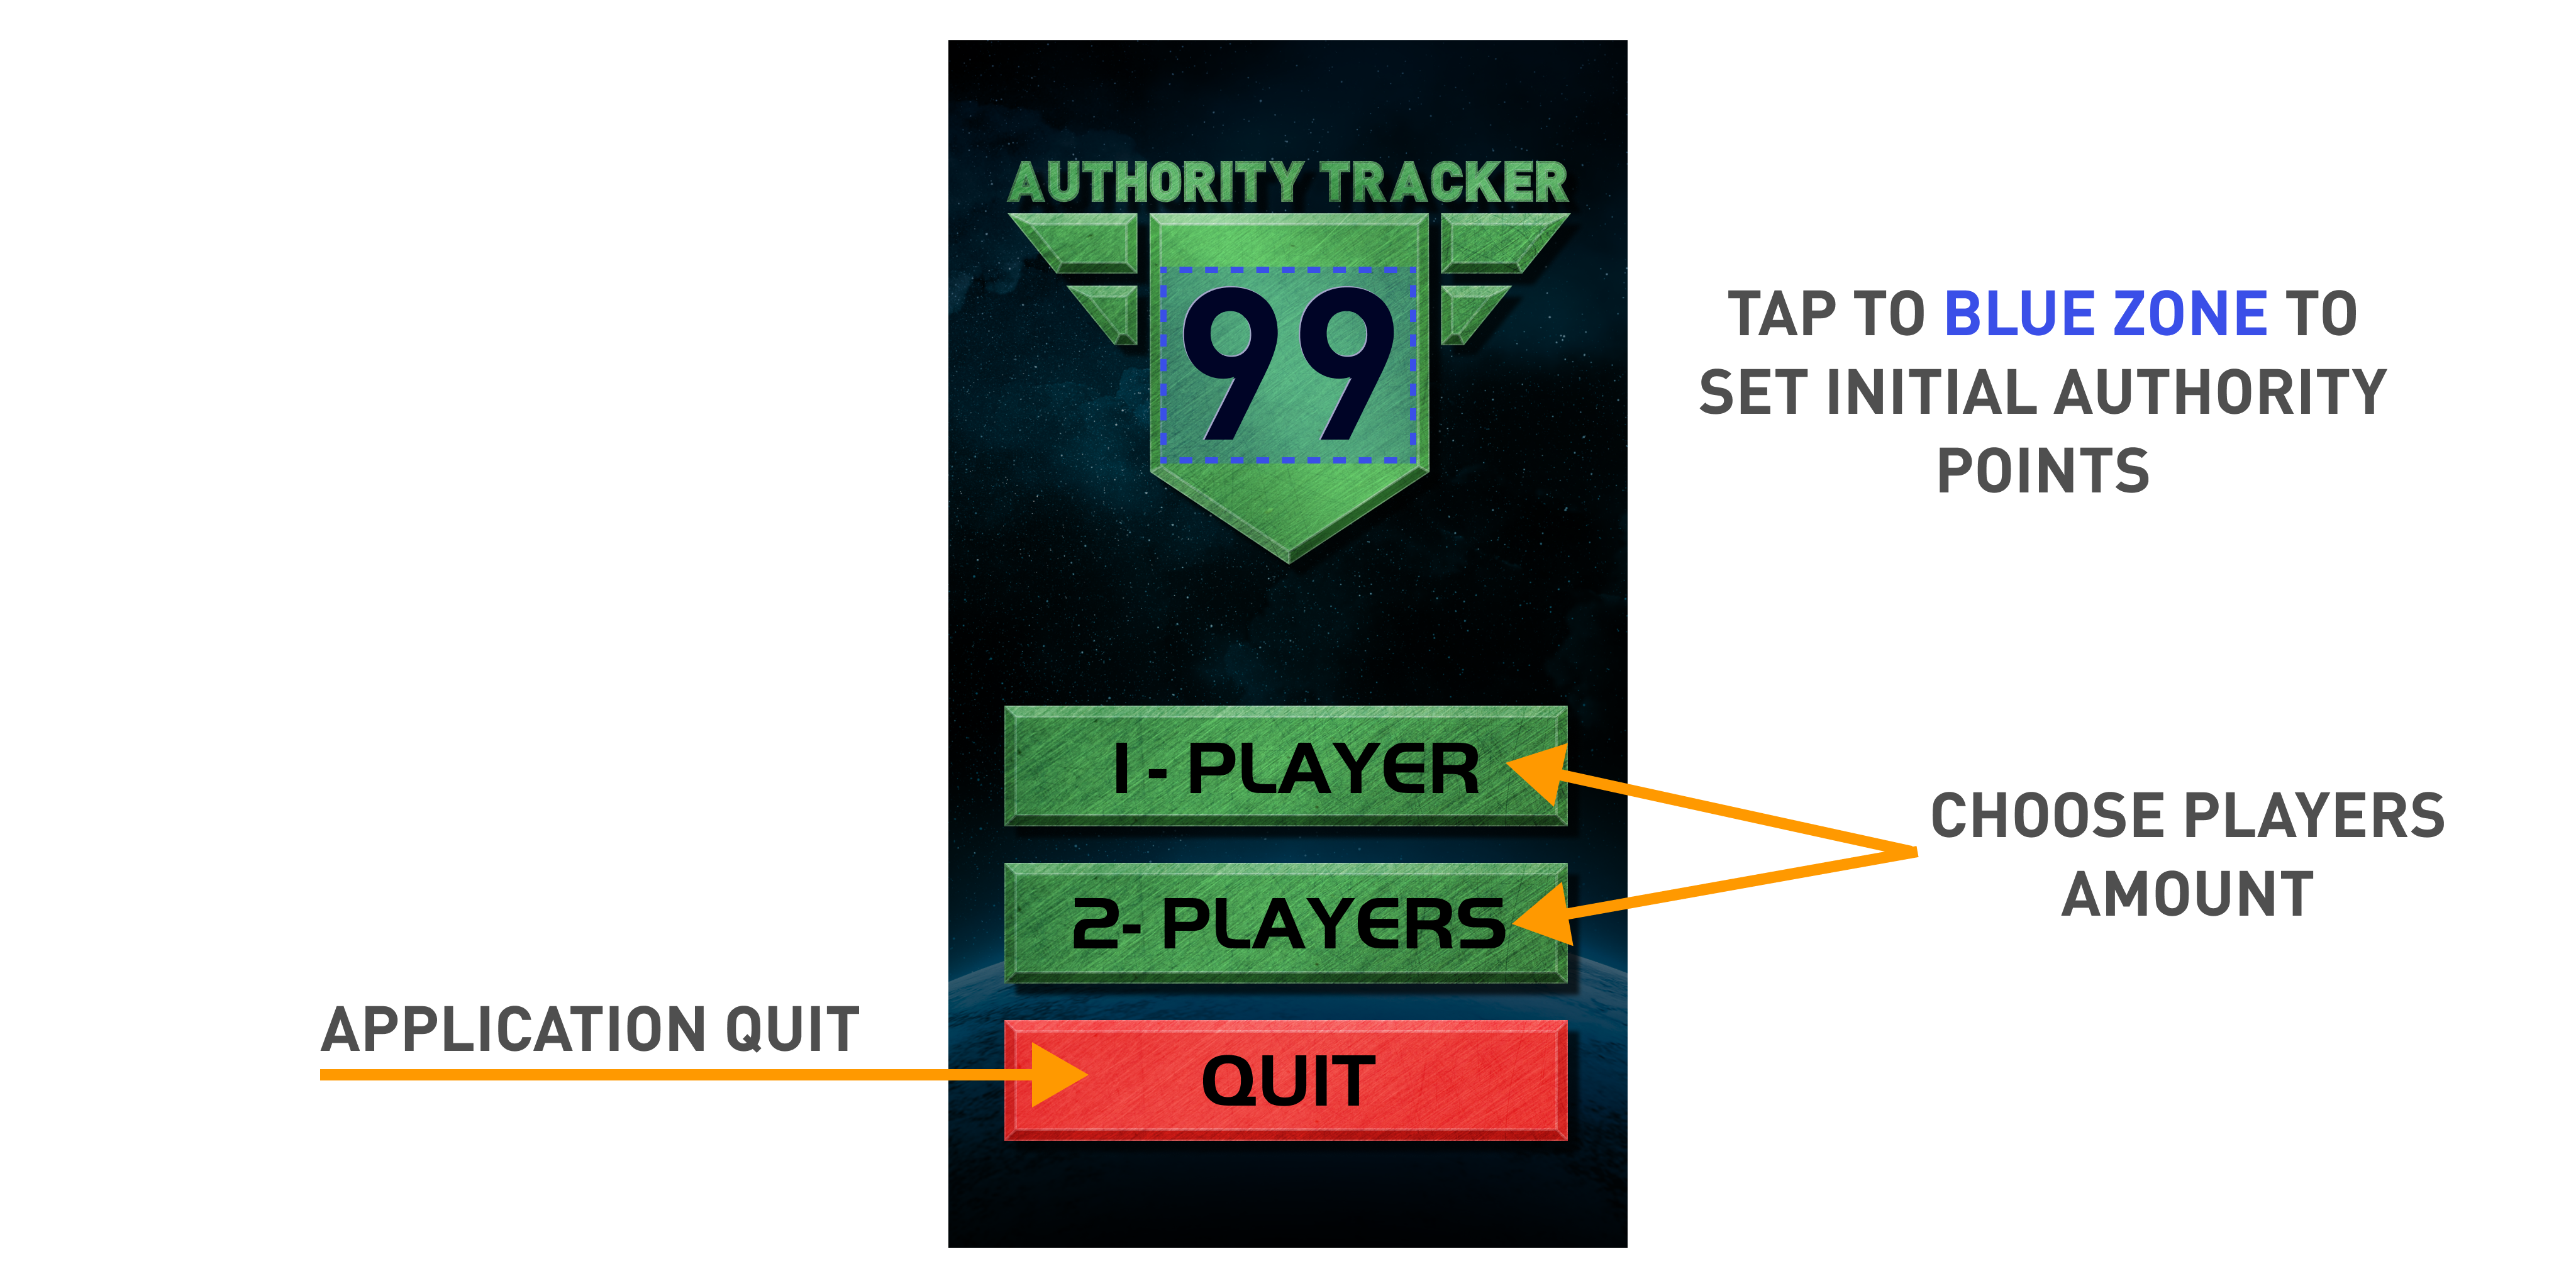 AUTHORITY TRACKER
99
TAP TO BLUE ZONE TO
SET INITIAL AUTHORITY
POINTS
1 - PLAYER
2- PLAYERS
CHOOSE PLAYERS
AMOUNT
APPLICATION QUIT
QUIT